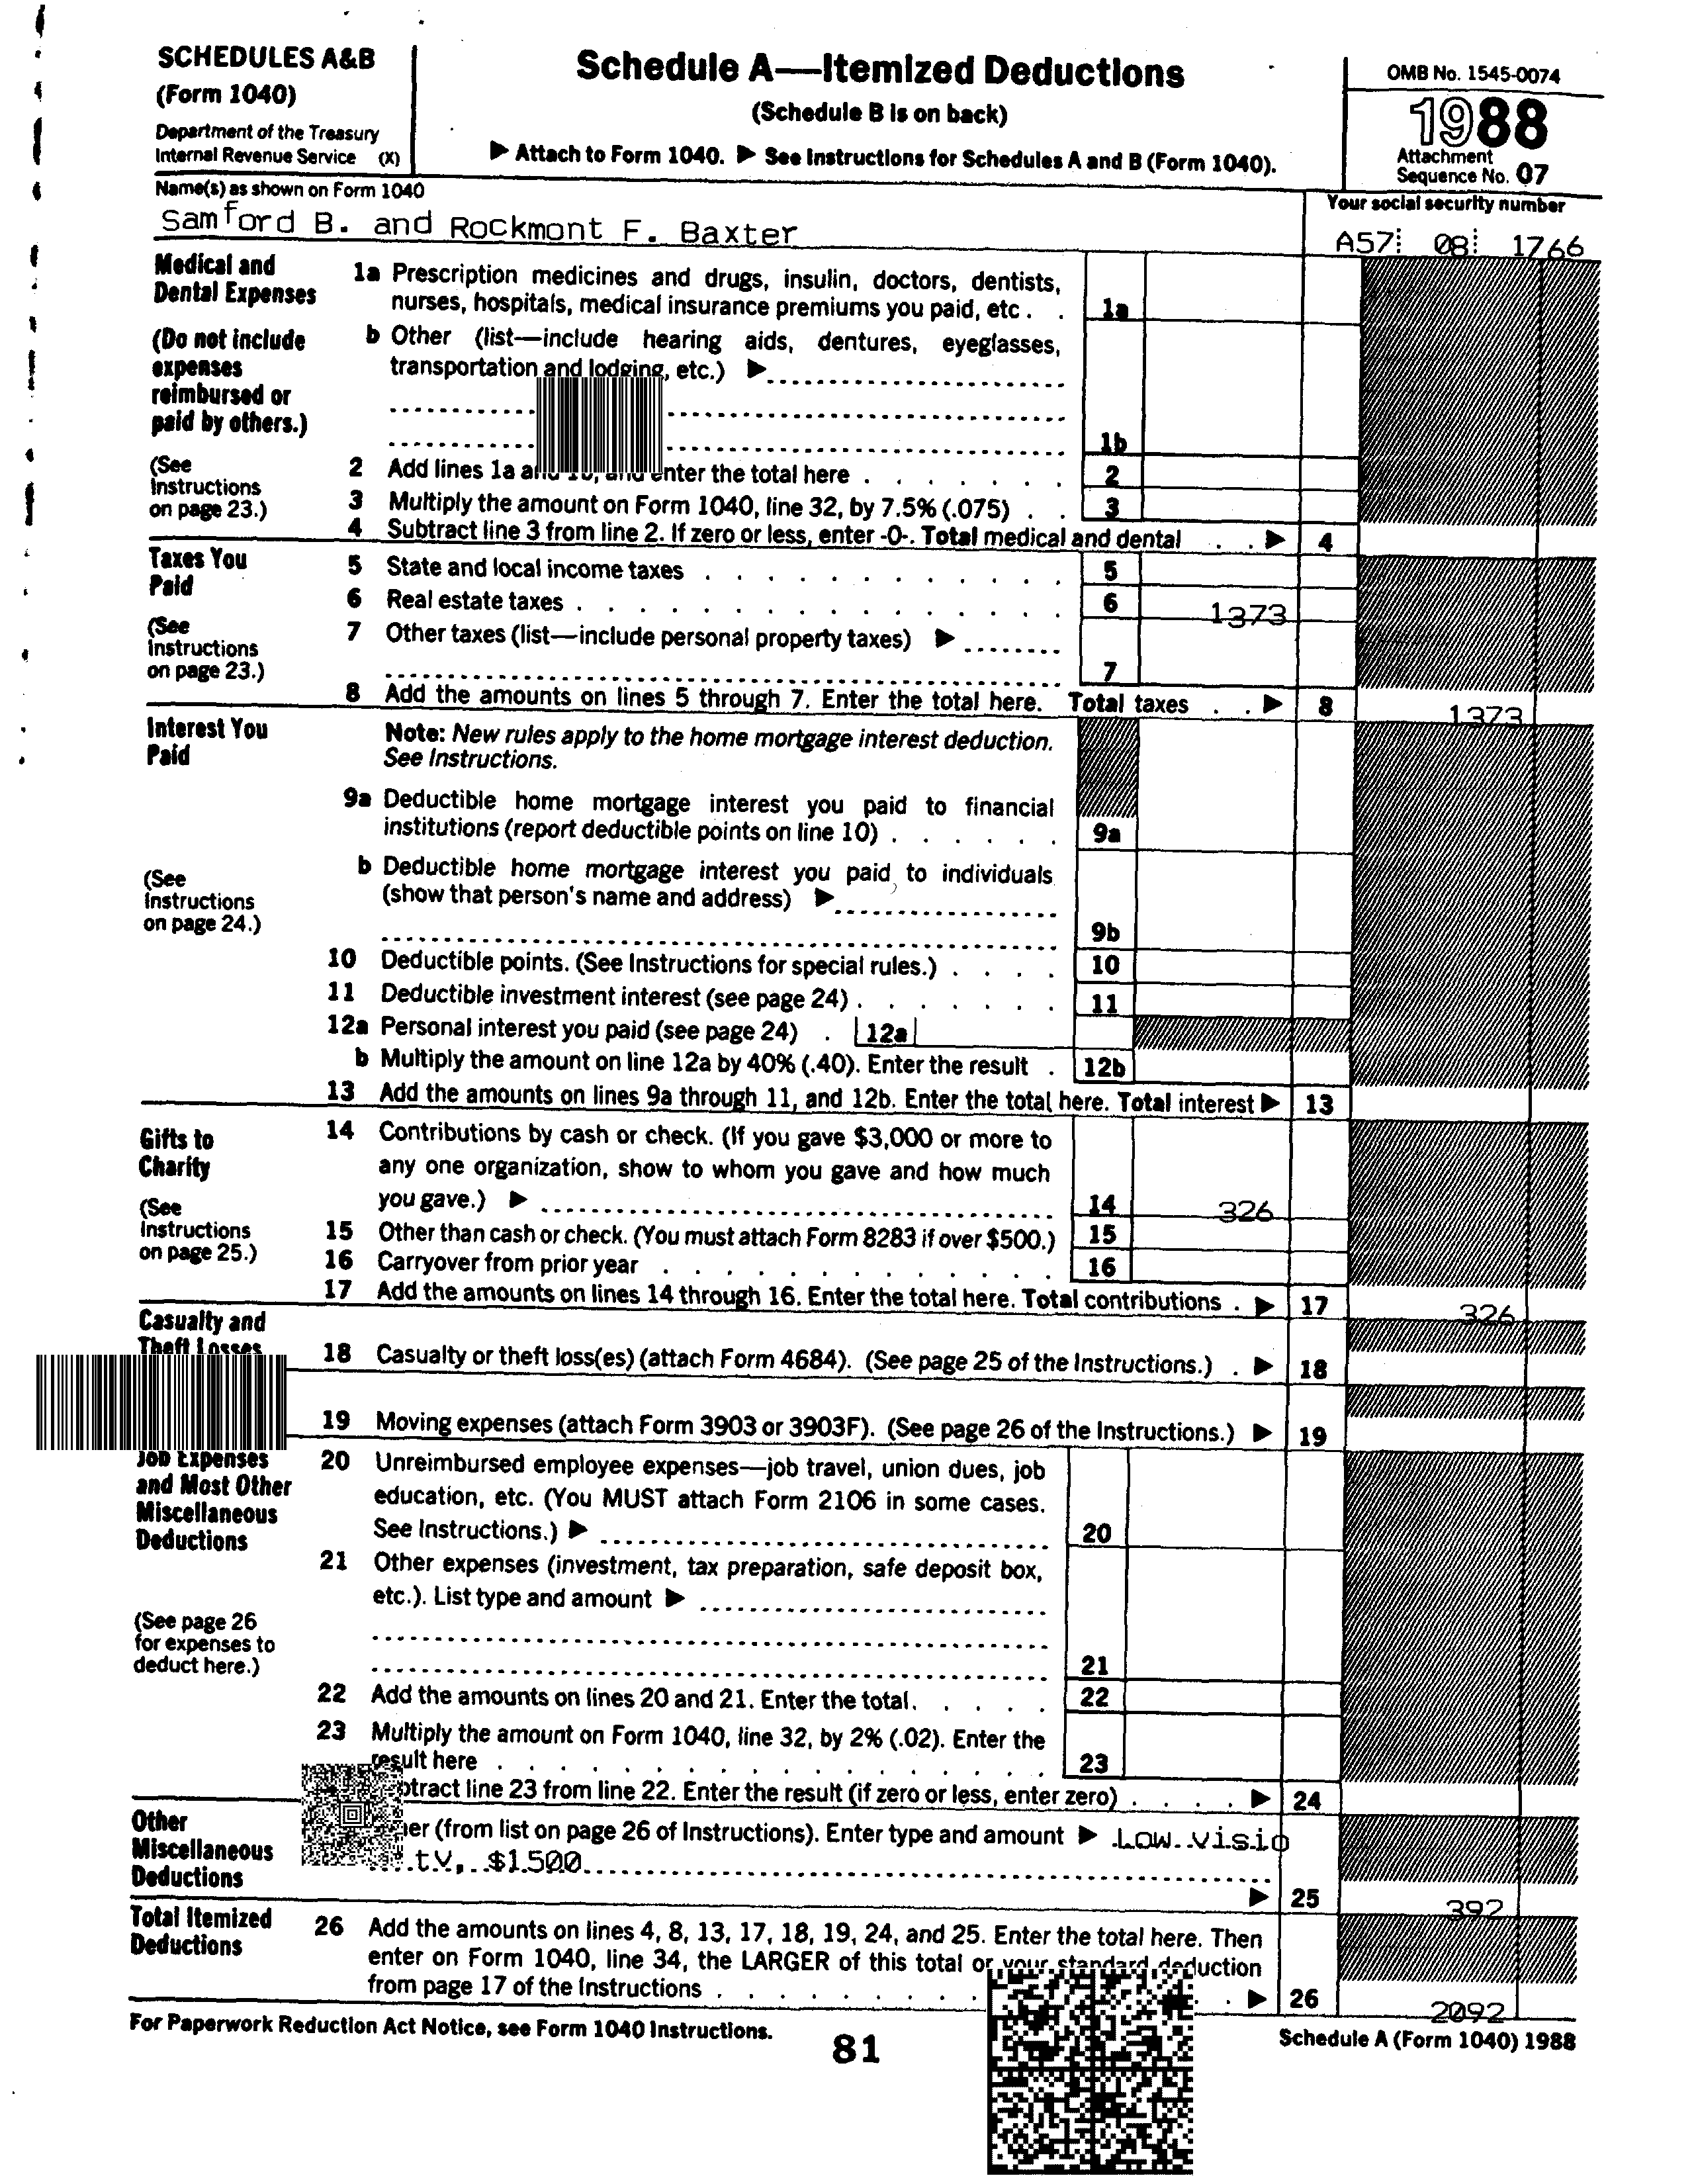 SCHEDULES A&B
(Form 1040)
Department of the Treasury
Internal Revenue Service (X)
Schedule A—Itemized Deductions
(Schedule B is on back)
▶ Attach to Form 1040. ▶ See Instructions for Schedules A and B (Form 1040).
OMB No. 1545-0074
1988
Attachment
Sequence No. 07
Name(s) as shown on Form 1040
Samford B. and Rockmont F. Baxter
Your social security number
A57 08 1766
Medical and
Dental Expenses
(Do not include
expenses
reimbursed or
paid by others.)
(See
Instructions
on page 23.)
1a Prescription medicines and drugs, insulin, doctors, dentists,
nurses, hospitals, medical insurance premiums you paid, etc . . 1a
b Other (list—include hearing aids, dentures, eyeglasses,
transportation and lodging, etc.) ▶
1b
2 Add lines 1a and 1b, and enter the total here . . . . . . . 2
3 Multiply the amount on Form 1040, line 32, by 7.5% (.075) . . 3
4 Subtract line 3 from line 2. If zero or less, enter -0-. Total medical and dental . . ▶ 4
Taxes You
Paid
(See
Instructions
on page 23.)
5 State and local income taxes . . . . . . . . . . . . 5
6 Real estate taxes . . . . . . . . . . . . . . . . 6 1373
7 Other taxes (list—include personal property taxes) ▶
7
8 Add the amounts on lines 5 through 7. Enter the total here. Total taxes . . ▶ 8 1373
Interest You
Paid
(See
Instructions
on page 24.)
Note: New rules apply to the home mortgage interest deduction.
See Instructions.
9a Deductible home mortgage interest you paid to financial
institutions (report deductible points on line 10) . . . . . . 9a
b Deductible home mortgage interest you paid to individuals
(show that person's name and address) ▶
9b
10 Deductible points. (See Instructions for special rules.) . . . . 10
11 Deductible investment interest (see page 24) . . . . . . . 11
12a Personal interest you paid (see page 24) . 12a
b Multiply the amount on line 12a by 40% (.40). Enter the result . 12b
13 Add the amounts on lines 9a through 11, and 12b. Enter the total here. Total interest ▶ 13
Gifts to
Charity
(See
Instructions
on page 25.)
14 Contributions by cash or check. (If you gave $3,000 or more to
any one organization, show to whom you gave and how much
you gave.) ▶ 14 326
15 Other than cash or check. (You must attach Form 8283 if over $500.) 15
16 Carryover from prior year . . . . . . . . . . . . . 16
17 Add the amounts on lines 14 through 16. Enter the total here. Total contributions . ▶ 17 326
Casualty and
Theft Losses
18 Casualty or theft loss(es) (attach Form 4684). (See page 25 of the Instructions.) . ▶ 18
19 Moving expenses (attach Form 3903 or 3903F). (See page 26 of the Instructions.) ▶ 19
Job Expenses
and Most Other
Miscellaneous
Deductions
(See page 26
for expenses to
deduct here.)
20 Unreimbursed employee expenses—job travel, union dues, job
education, etc. (You MUST attach Form 2106 in some cases.
See Instructions.) ▶ 20
21 Other expenses (investment, tax preparation, safe deposit box,
etc.). List type and amount ▶
21
22 Add the amounts on lines 20 and 21. Enter the total. . . . . 22
23 Multiply the amount on Form 1040, line 32, by 2% (.02). Enter the
result here . . . . . . . . . . . . . . . . . 23
line 23 from line 22. Enter the result (if zero or less, enter zero) . . . . ▶ 24
Other
Miscellaneous
Deductions
(from list on page 26 of Instructions). Enter type and amount ▶ Low visio
tv, $1500
▶ 25 392
Total Itemized
Deductions
26 Add the amounts on lines 4, 8, 13, 17, 18, 19, 24, and 25. Enter the total here. Then
enter on Form 1040, line 34, the LARGER of this total or your standard deduction
from page 17 of the Instructions . . . . . . . . ▶ 26 2092
For Paperwork Reduction Act Notice, see Form 1040 Instructions.
81
Schedule A (Form 1040) 1988